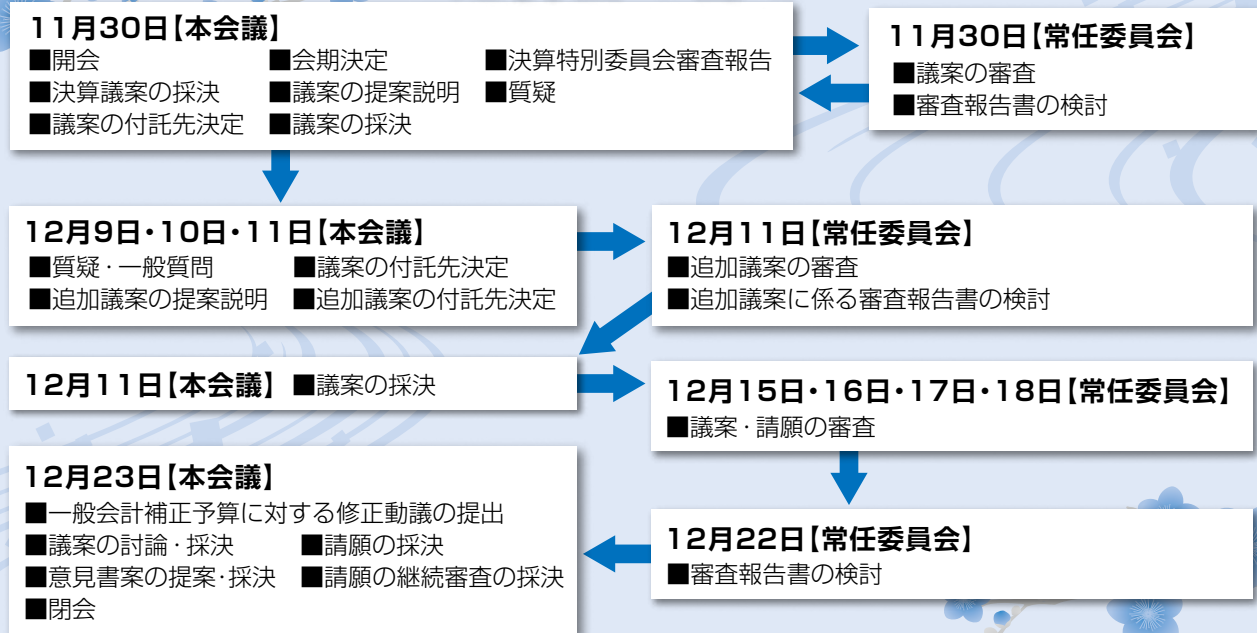 11月30日【本会議】
■開会 ■会期決定 ■決算特別委員会審査報告
■決算議案の採決 ■議案の提案説明 ■質疑
■議案の付託先決定 ■議案の採決
11月30日【常任委員会】
■議案の審査
■審査報告書の検討
12月9日・10日・11日【本会議】
■質疑・一般質問 ■議案の付託先決定
■追加議案の提案説明 ■追加議案の付託先決定
12月11日【常任委員会】
■追加議案の審査
■追加議案に係る審査報告書の検討
12月11日【本会議】 ■議案の採決
12月15日・16日・17日・18日【常任委員会】
■議案・請願の審査
12月22日【常任委員会】
■審査報告書の検討
12月23日【本会議】
■一般会計補正予算に対する修正動議の提出
■議案の討論・採決 ■請願の採決
■意見書案の提案・採決 ■請願の継続審査の採決
■閉会